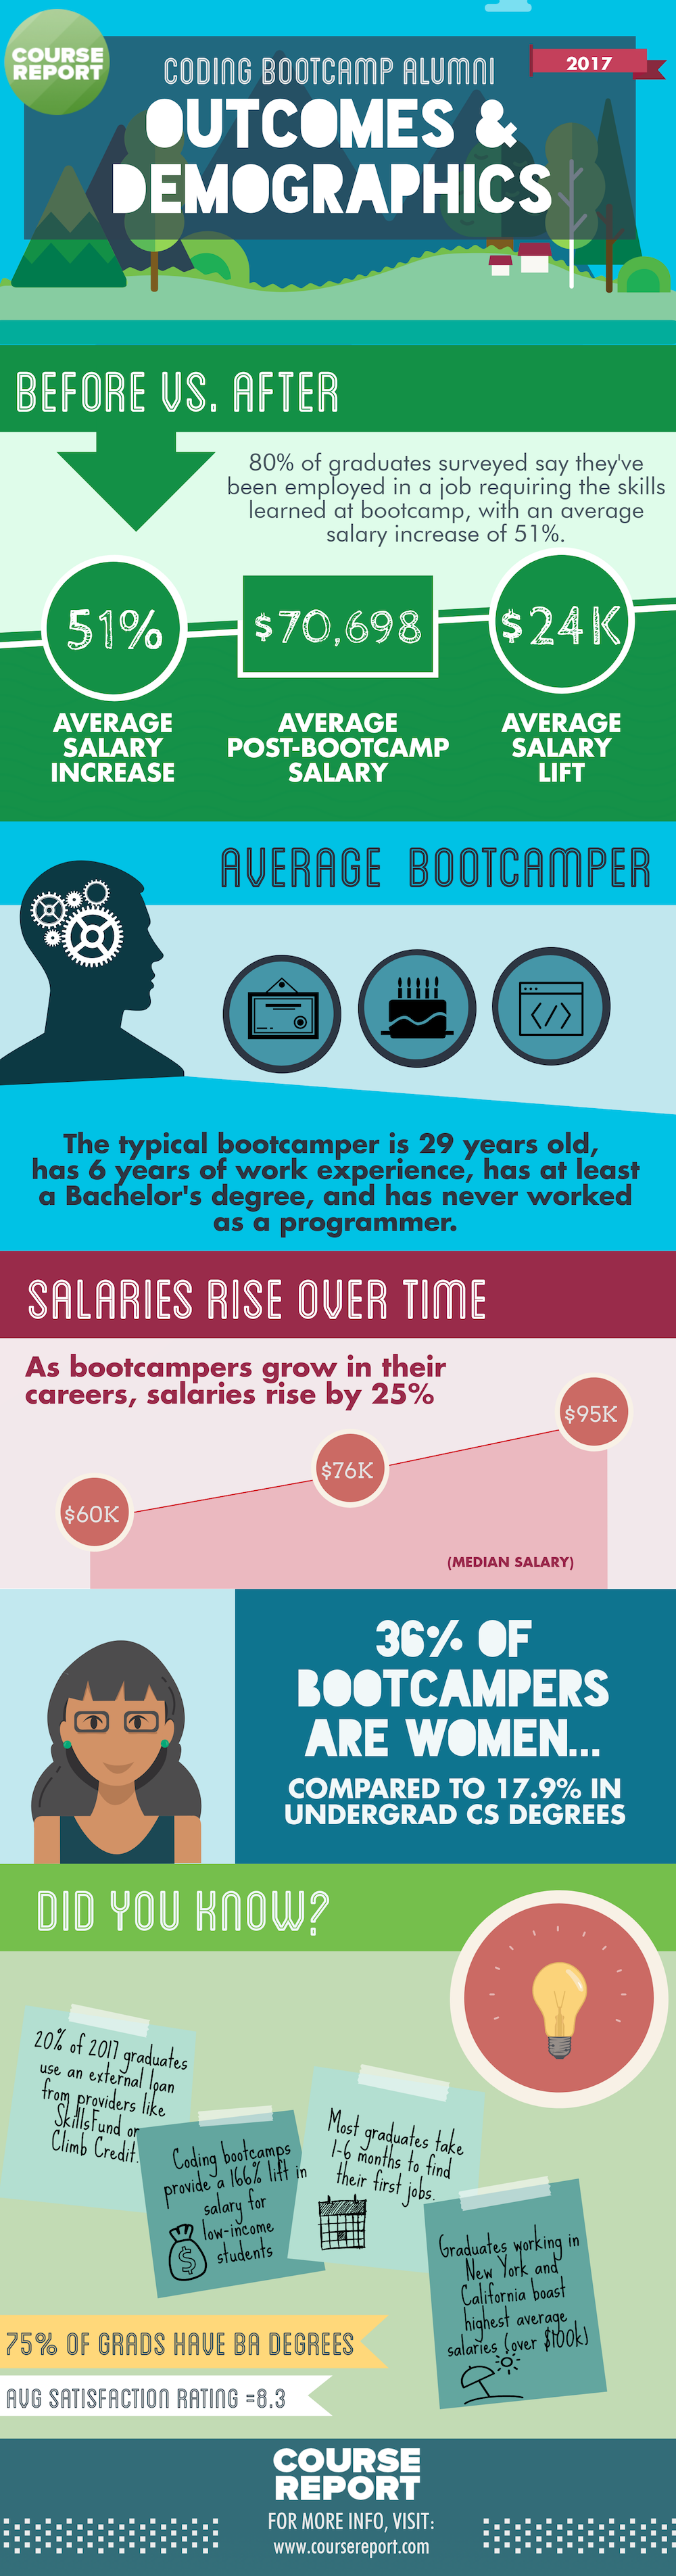 COURSE
REPORT
CODING BOOTCAMP ALUMNI
2017
OUTCOMES &
DEMOGRAPHICS
BEFORE VS. AFTER
80% of graduates surveyed say they've
been employed in a job requiring the skills
learned at bootcamp, with an average
salary increase of 51%.
51%
$70,698
$24K
AVERAGE
SALARY
INCREASE
AVERAGE
POST-BOOTCAMP
SALARY
AVERAGE
SALARY
LIFT
AVERAGE BOOTCAMPER
The typical bootcamper is 29 years old,
has 6 years of work experience, has at least
a Bachelor's degree, and has never worked
as a programmer.
SALARIES RISE OVER TIME
As bootcampers grow in their
careers, salaries rise by 25%
$60K
$76K
$95K
(MEDIAN SALARY)
36% OF
BOOTCAMPERS
ARE WOMEN...
COMPARED TO 17.9% IN
UNDERGRAD CS DEGREES
DID YOU KNOW?
20% of 2017 graduates
use an external loan
from providers like
SkillsFund or
Climb Credit.
Coding bootcamps
provide a 166% lift in
salary for
low-income
students
Most graduates take
1-6 months to find
their first jobs.
Graduates working in
New York and
California boast
highest average
salaries (over $100k)
75% OF GRADS HAVE BA DEGREES
AVG SATISFACTION RATING =8.3
COURSE
REPORT
FOR MORE INFO, VISIT:
www.coursereport.com